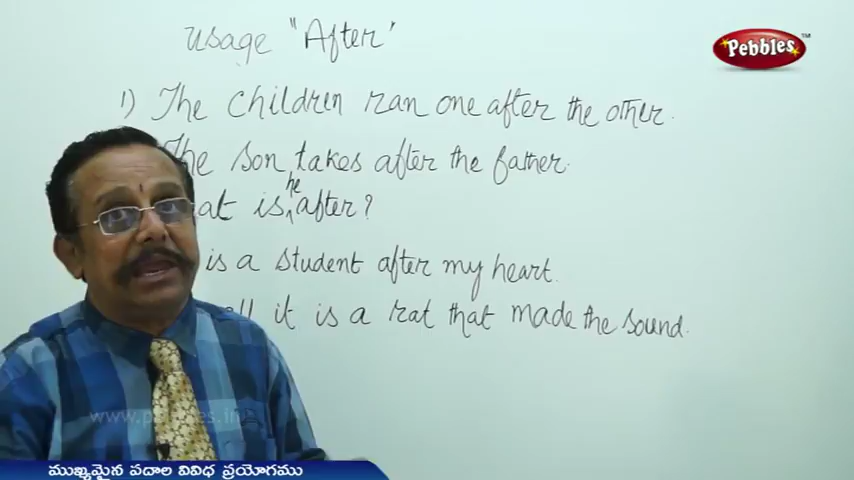 Usage "After"
Pebbles
1) The children ran one after the other.
The son takes after the father.
is he after?
is a student after my heart.
it is a rat that made the sound.
ముఖ్యమైన పదాల వివిధ ప్రయోగము